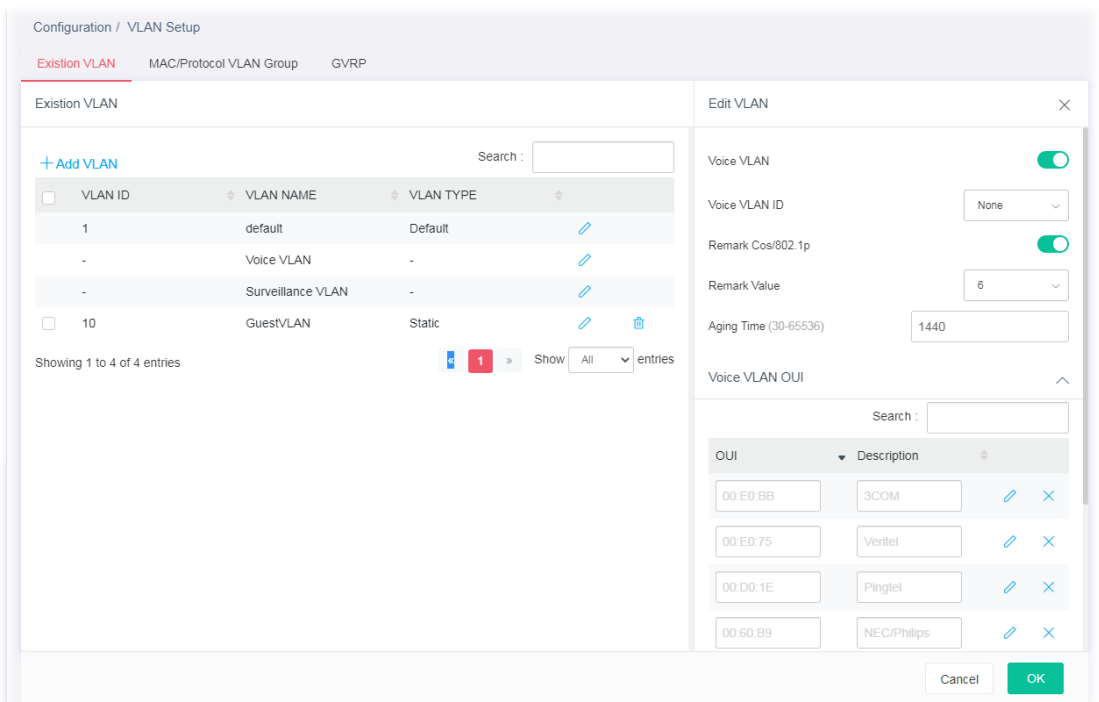 Configuration / VLAN Setup
Existion VLAN MAC/Protocol VLAN Group GVRP
Existion VLAN
Add VLAN
Search :
VLAN ID VLAN NAME VLAN TYPE
1 default Default
- Voice VLAN -
- Surveillance VLAN -
10 GuestVLAN Static
Showing 1 to 4 of 4 entries
« 1 » Show All entries
Edit VLAN
Voice VLAN
Voice VLAN ID None
Remark Cos/802.1p
Remark Value 6
Aging Time (30-65536) 1440
Voice VLAN OUI
Search :
OUI Description
00:E0:BB 3COM
00:E0:75 Veritel
00:D0:1E Pingtel
00:60:B9 NEC/Philips
Cancel OK